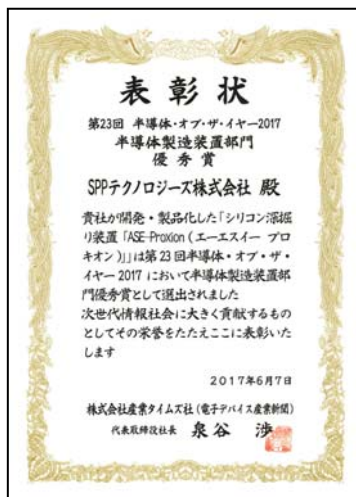 表彰状
第23回 半導体・オブ・ザ・イヤー2017
半導体製造装置部門
優秀賞
SPPテクノロジーズ株式会社 殿
貴社が開発・製品化した「シリコン深掘
り装置「ASE-Proxion（エーエスイー プロ
キオン）」」は第23回半導体・オブ・ザ・
イヤー2017において半導体製造装置部
門優秀賞として選出されました
次世代情報社会に大きく貢献するもの
としてその栄誉をたたえここに表彰いた
します
2017年6月7日
株式会社産業タイムズ社（電子デバイス産業新聞）
代表取締役社長 泉谷 渉